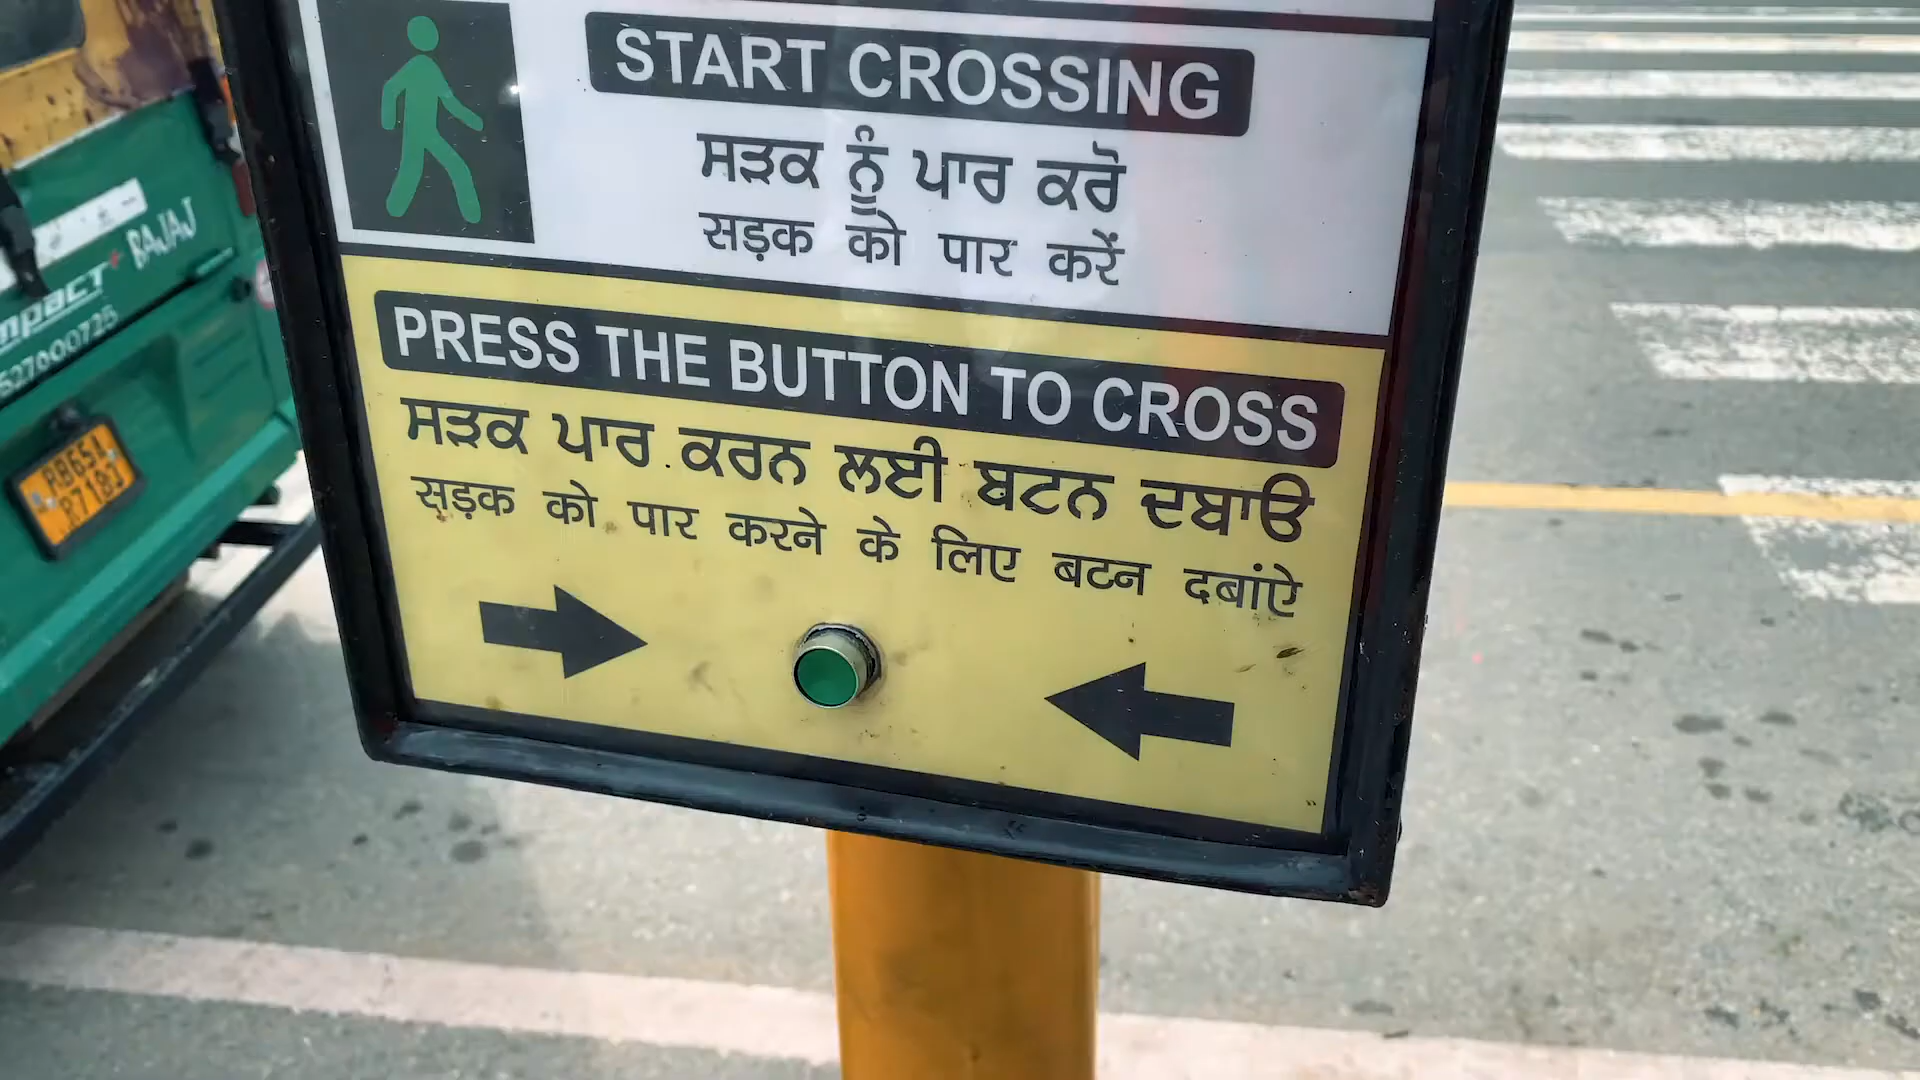 START CROSSING
ਸੜਕ ਨੂੰ ਪਾਰ ਕਰੋ
सड़क को पार करें
PRESS THE BUTTON TO CROSS
ਸੜਕ ਪਾਰ ਕਰਨ ਲਈ ਬਟਨ ਦਬਾਓ
सड़क को पार करने के लिए बटन दबांऐ
BAJAJ